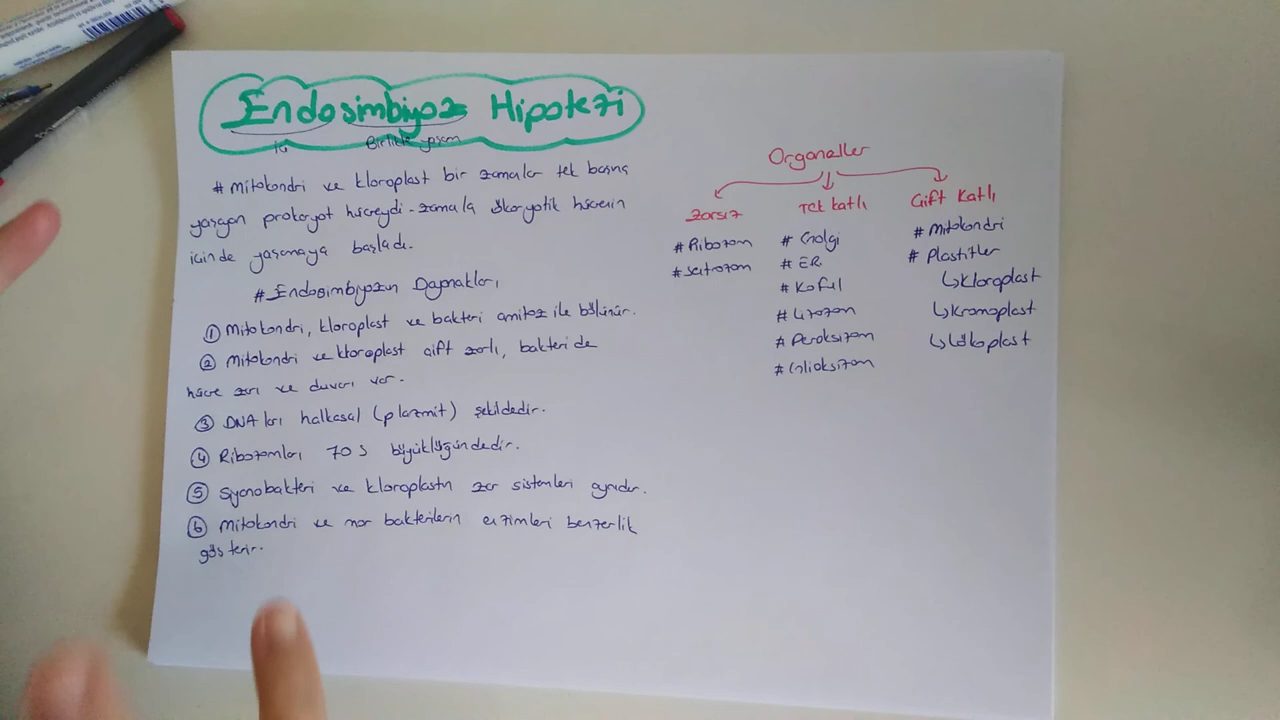 Endosimbiyoz Hipotezi
iç Birlikte yaşam
# Mitokondri ve kloroplast bir zamanlar tek başına
yaşayan prokaryot hücreydi. zamanla ökaryotik hücrenin
içinde yaşamaya başladı.
# Endosimbiyozun Dayanakları
① Mitokondri, kloroplast ve bakteri amitoz ile bölünür.
② Mitokondri ve kloroplast çift zarlı, bakteride
hücre zarı ve duvarı var.
③ DNA ları halkasal (plazmit) şekildedir.
④ Ribozomları 70 S büyüklüğündedir.
⑤ Siyanobakteri ve kloroplastın zar sistemleri aynıdır.
⑥ Mitokondri ve mor bakterilerin enzimleri benzerlik
gösterir.
Organeller
Zarsız Tek katlı Çift Katlı
# Ribozom
# Sentrozom
# Golgi
# ER
# Koful
# Lizozom
# Peroksizom
# Glioksizom
# Mitokondri
# Plastitler
↳ Kloroplast
↳ Kromoplast
↳ Lökoplast